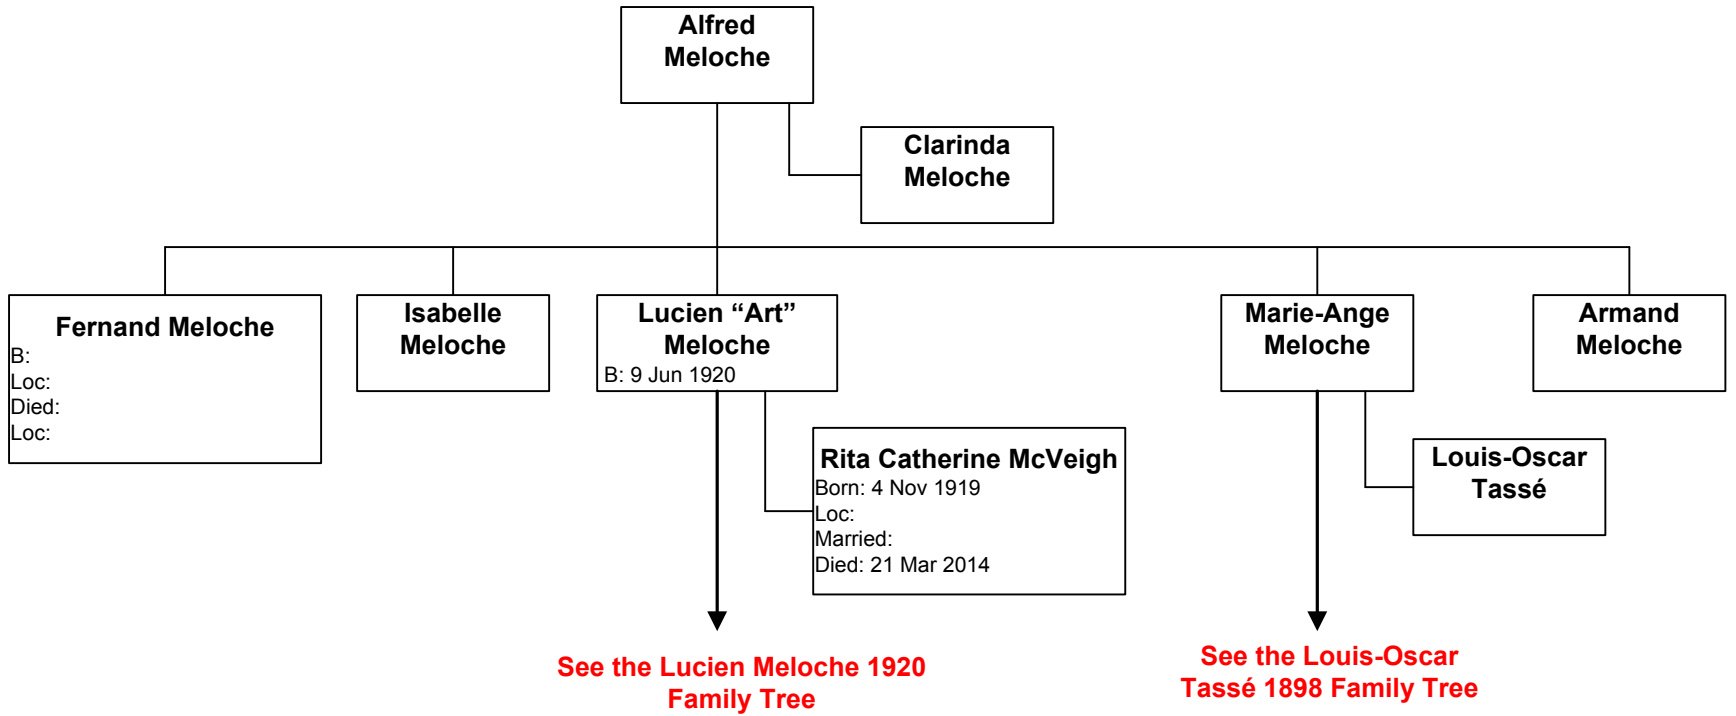 Alfred
Meloche
Clarinda
Meloche
Fernand Meloche
B:
Loc:
Died:
Loc:
Isabelle
Meloche
Lucien “Art”
Meloche
B: 9 Jun 1920
Marie-Ange
Meloche
Armand
Meloche
Rita Catherine McVeigh
Born: 4 Nov 1919
Loc:
Married:
Died: 21 Mar 2014
Louis-Oscar
Tassé
See the Lucien Meloche 1920
Family Tree
See the Louis-Oscar
Tassé 1898 Family Tree